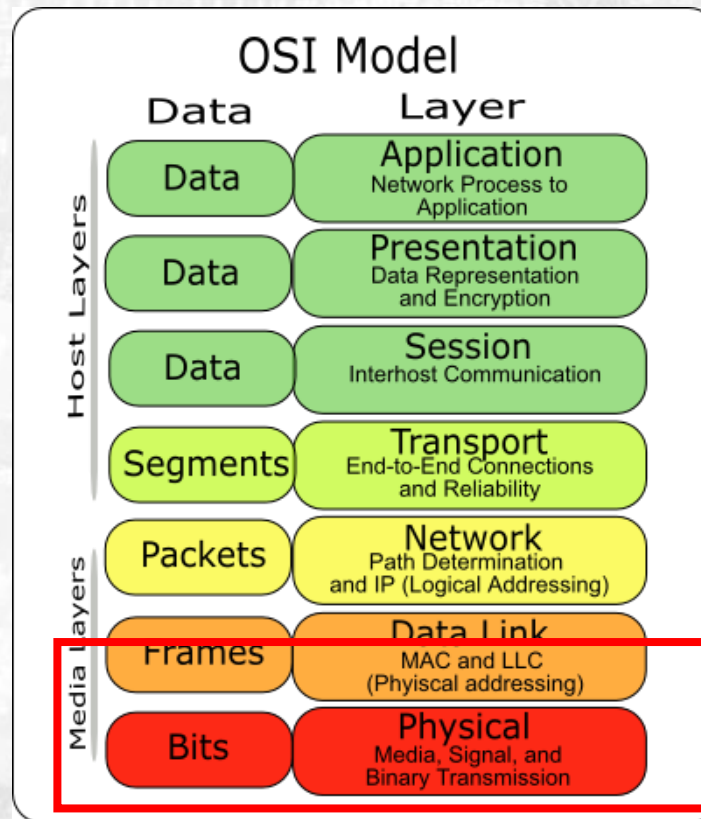 OSI Model
Data Layer
Host Layers
Data
Application
Network Process to
Application
Data
Presentation
Data Representation
and Encryption
Data
Session
Interhost Communication
Segments
Transport
End-to-End Connections
and Reliability
Media Layers
Packets
Network
Path Determination
and IP (Logical Addressing)
Frames
Data Link
MAC and LLC
(Phyiscal addressing)
Bits
Physical
Media, Signal, and
Binary Transmission